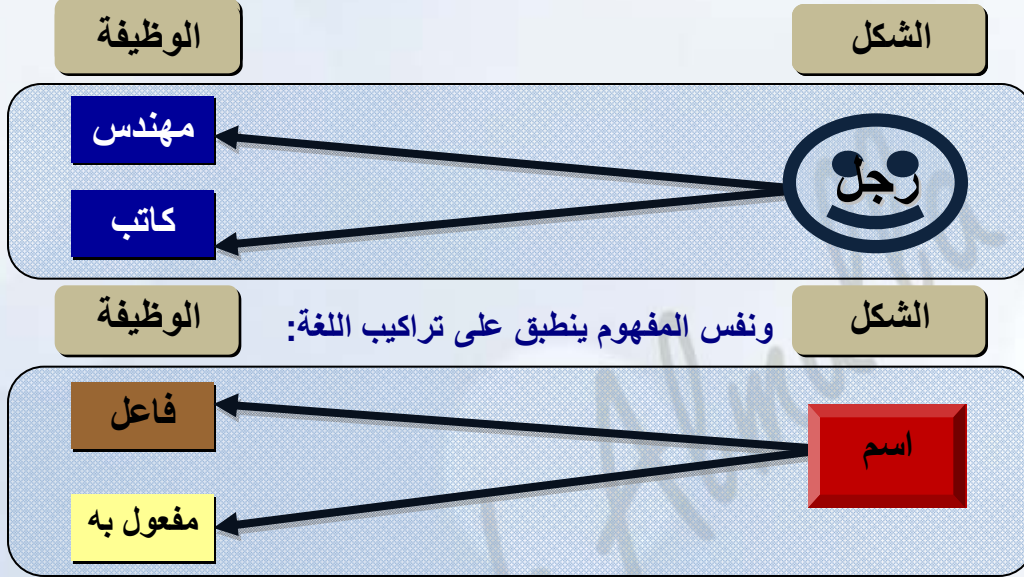 الشكل
الوظيفة
رجل
مهندس
كاتب
الشكل
ونفس المفهوم ينطبق على تراكيب اللغة:
الوظيفة
اسم
فاعل
مفعول به